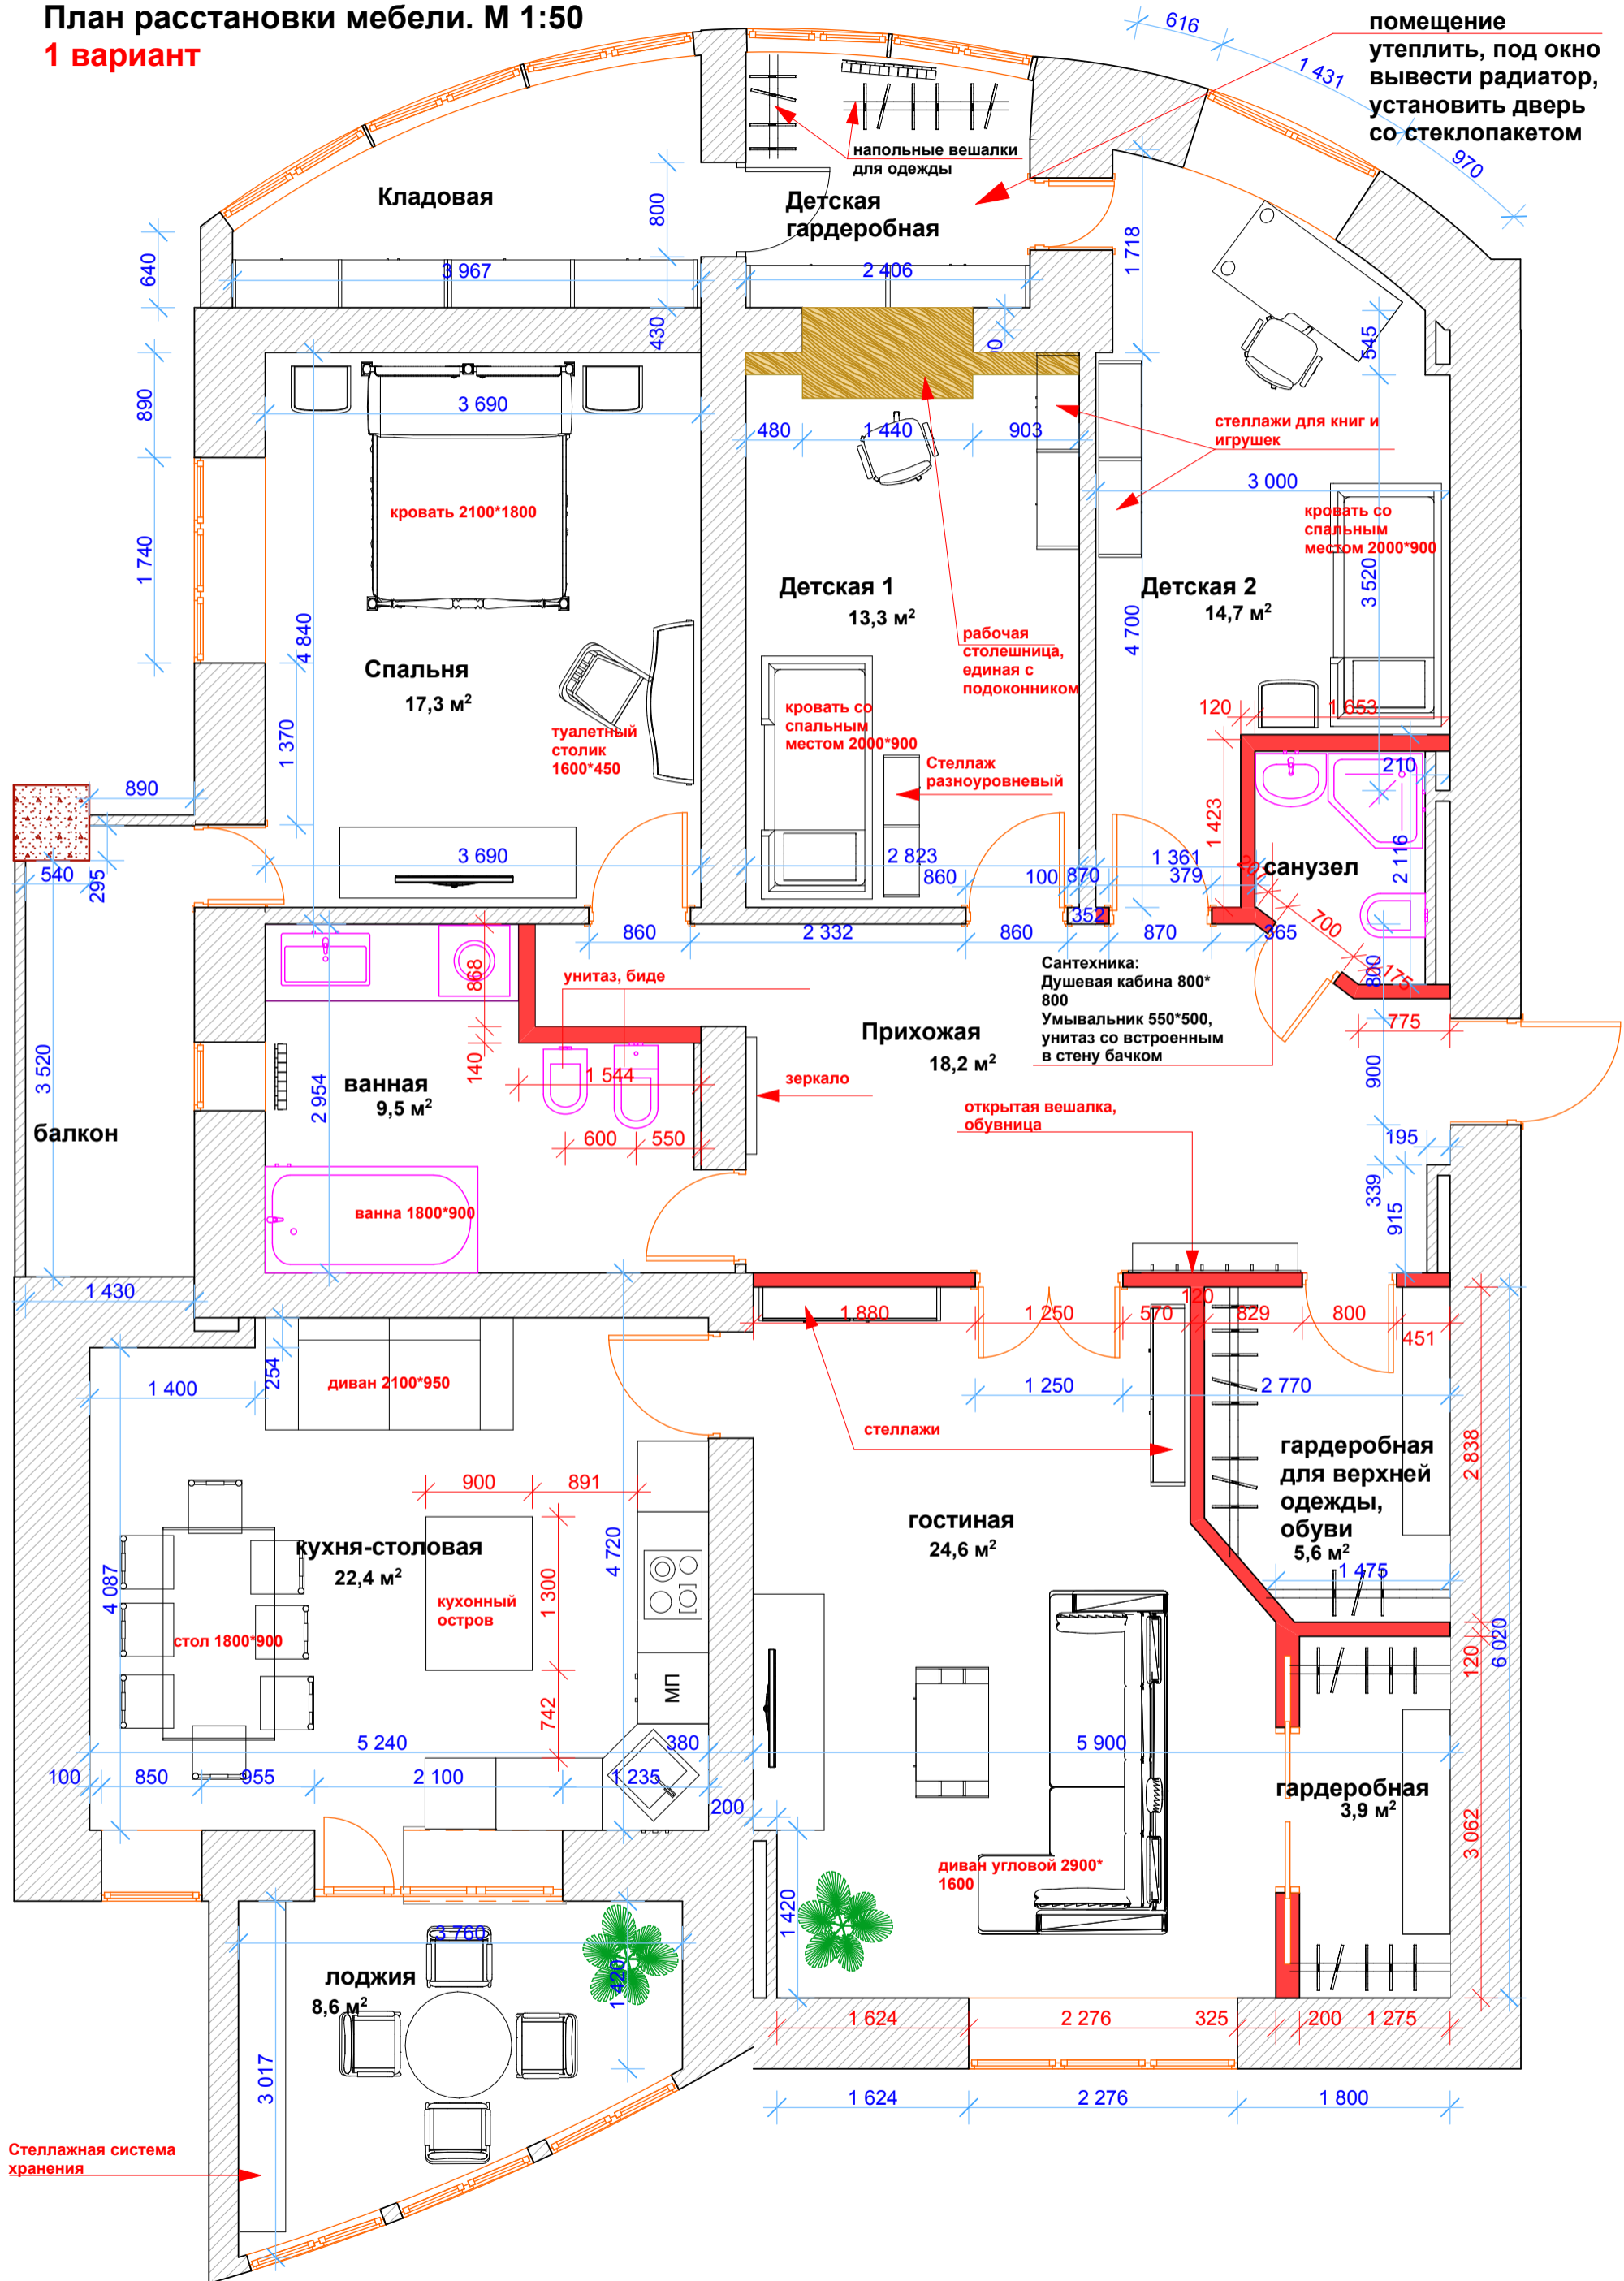 План расстановки мебели. М 1:50
1 вариант
помещение
утеплить, под окно
вывести радиатор,
установить дверь
со стеклопакетом
616
1 431
970
напольные вешалки
для одежды
Кладовая
Детская
гардеробная
800
1 718
640
3 967
2 406
430
545
890
3 690
480
1 440
903
стеллажи для книг и
игрушек
3 000
кровать 2100*1800
кровать со
спальным
местом 2000*900
1 740
3 520
Детская 1
13,3 м²
Детская 2
14,7 м²
4 840
4 700
рабочая
столешница,
единая с
подоконником
Спальня
17,3 м²
кровать со
спальным
местом 2000*900
120
1 653
туалетный
столик
1600*450
1 370
Стеллаж
разноуровневый
210
890
1 423
2 116
3 690
2 823
1 361
санузел
540
295
860
100
870
379
352
700
860
2 332
860
870
365
868
унитаз, биде
Сантехника:
Душевая кабина 800*
800
Умывальник 550*500,
унитаз со встроенным
в стену бачком
800
175
Прихожая
18,2 м²
775
140
1 544
3 520
2 954
ванная
9,5 м²
зеркало
900
открытая вешалка,
обувница
балкон
600
550
195
339
915
ванна 1800*900
1 430
1 880
1 250
570
120
829
800
451
254
диван 2100*950
1 400
1 250
2 770
стеллажи
2 838
гардеробная
для верхней
одежды,
обуви
5,6 м²
900
891
гостиная
24,6 м²
кухня-столовая
22,4 м²
4 720
4 087
1 475
1 300
кухонный
остров
стол 1800*900
120
6 020
МП
742
5 240
380
5 900
100
850
955
2 100
1 235
200
гардеробная
3,9 м²
3 062
диван угловой 2900*
1600
1 420
3 760
лоджия
8,6 м²
1 420
1 624
2 276
325
200
1 275
3 017
1 624
2 276
1 800
Стеллажная система
хранения